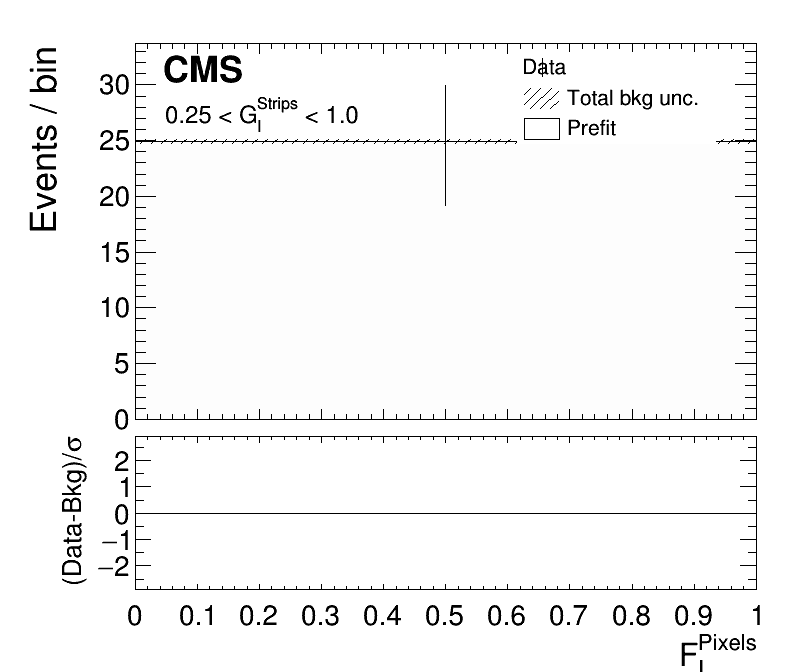 CMS
Data
Total bkg unc.
Prefit
0.25 < G_l^Strips < 1.0
Events / bin
30
25
20
15
10
5
0
(Data-Bkg)/σ
2
1
0
−1
−2
0 0.1 0.2 0.3 0.4 0.5 0.6 0.7 0.8 0.9 1
F_l^Pixels